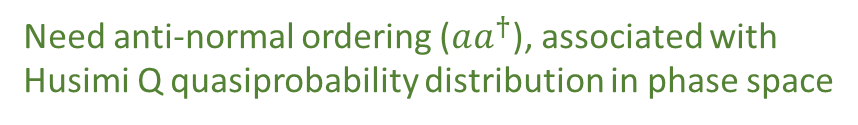 Need anti-normal ordering (𝑎𝑎†), associated with
Husimi Q quasiprobability distribution in phase space